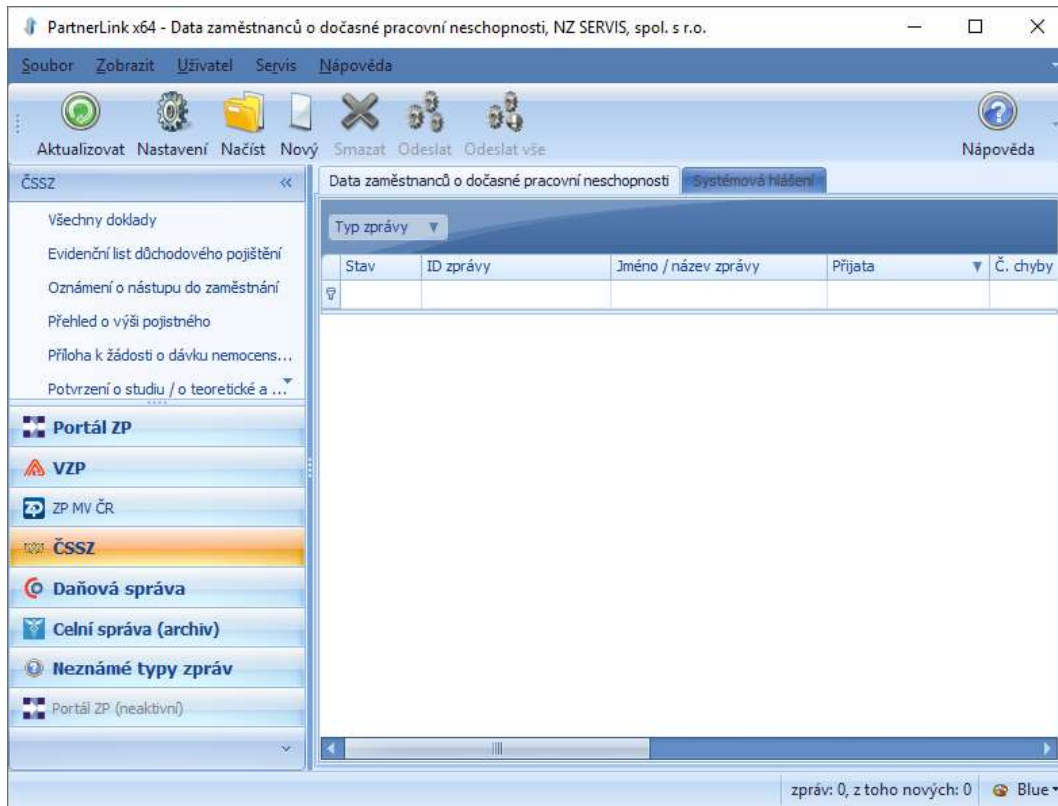 PartnerLink x64 - Data zaměstnanců o dočasné pracovní neschopnosti, NZ SERVIS, spol. s r.o.
Soubor Zobrazit Uživatel Servis Nápověda
Aktualizovat Nastavení Načíst Nový Smazat Odeslat Odeslat vše Nápověda
ČSSZ
Data zaměstnanců o dočasné pracovní neschopnosti Systémová hlášení
Všechny doklady
Evidenční list důchodového pojištění
Oznámení o nástupu do zaměstnání
Přehled o výši pojistného
Příloha k žádosti o dávku nemocens...
Potvrzení o studiu / o teoretické a ...
Typ zprávy
Stav ID zprávy Jméno / název zprávy Přijata Č. chyby
Portál ZP
VZP
ZP MV ČR
ČSSZ
Daňová správa
Celní správa (archiv)
Neznámé typy zpráv
Portál ZP (neaktivní)
zpráv: 0, z toho nových: 0 Blue